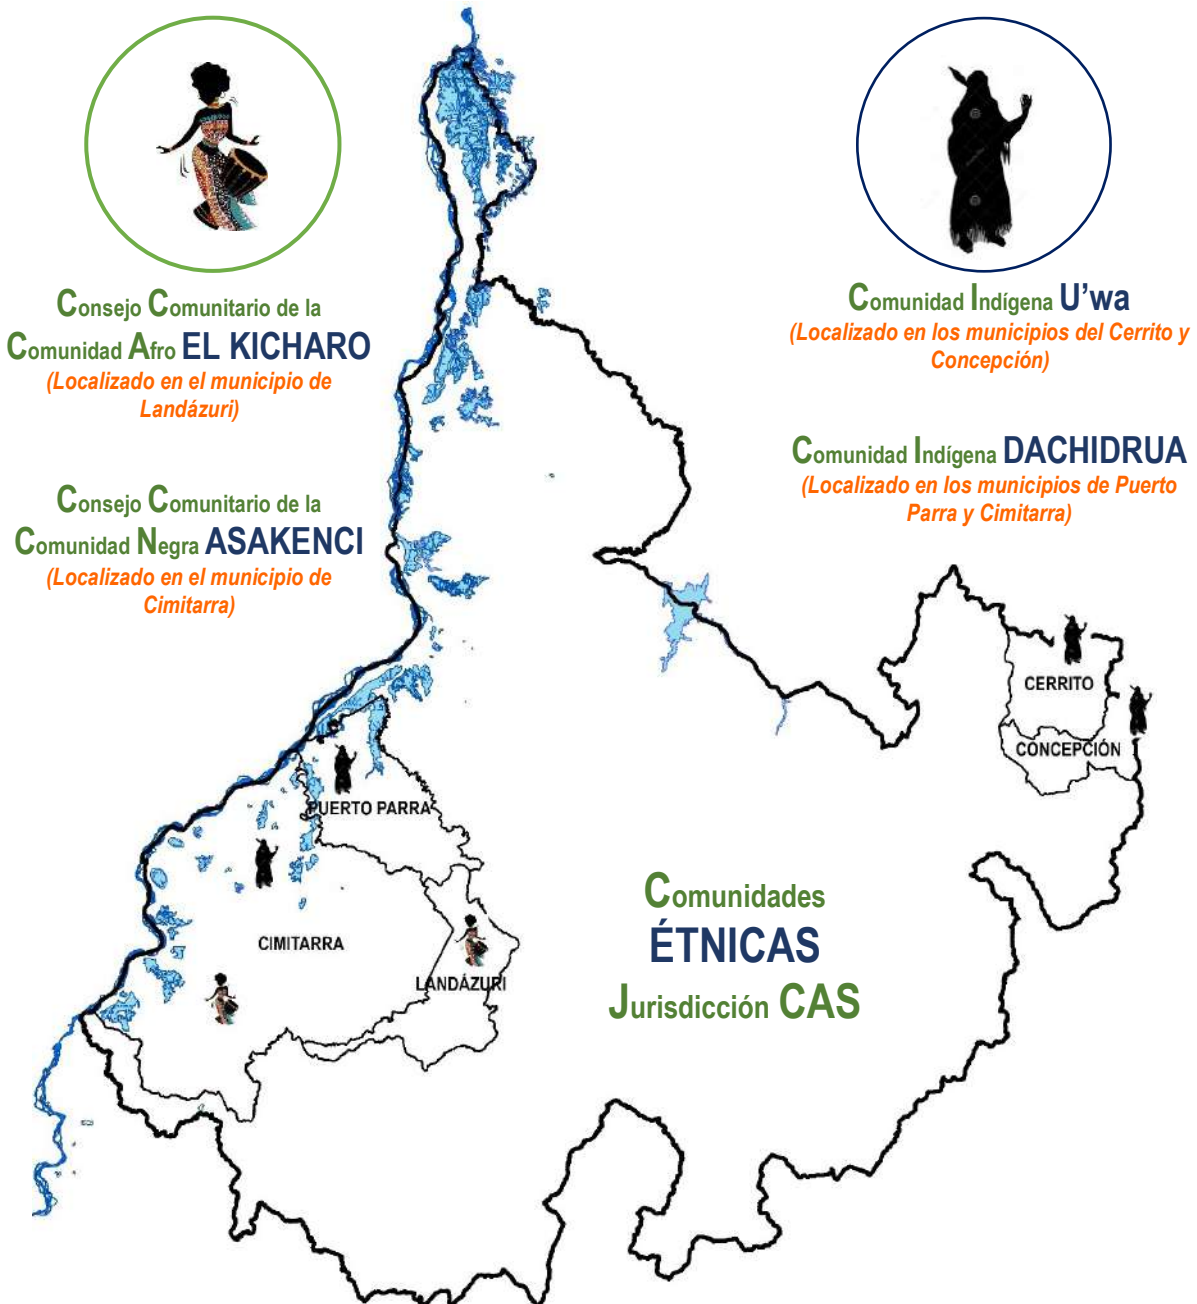 Consejo Comunitario de la
Comunidad Afro EL KICHARO
(Localizado en el municipio de
Landázuri)
Consejo Comunitario de la
Comunidad Negra ASAKENCI
(Localizado en el municipio de
Cimitarra)
Comunidad Indígena U'wa
(Localizado en los municipios del Cerrito y
Concepción)
Comunidad Indígena DACHIDRUA
(Localizado en los municipios de Puerto
Parra y Cimitarra)
CERRITO
CONCEPCIÓN
PUERTO PARRA
CIMITARRA
LANDÁZURI
Comunidades
ÉTNICAS
Jurisdicción CAS